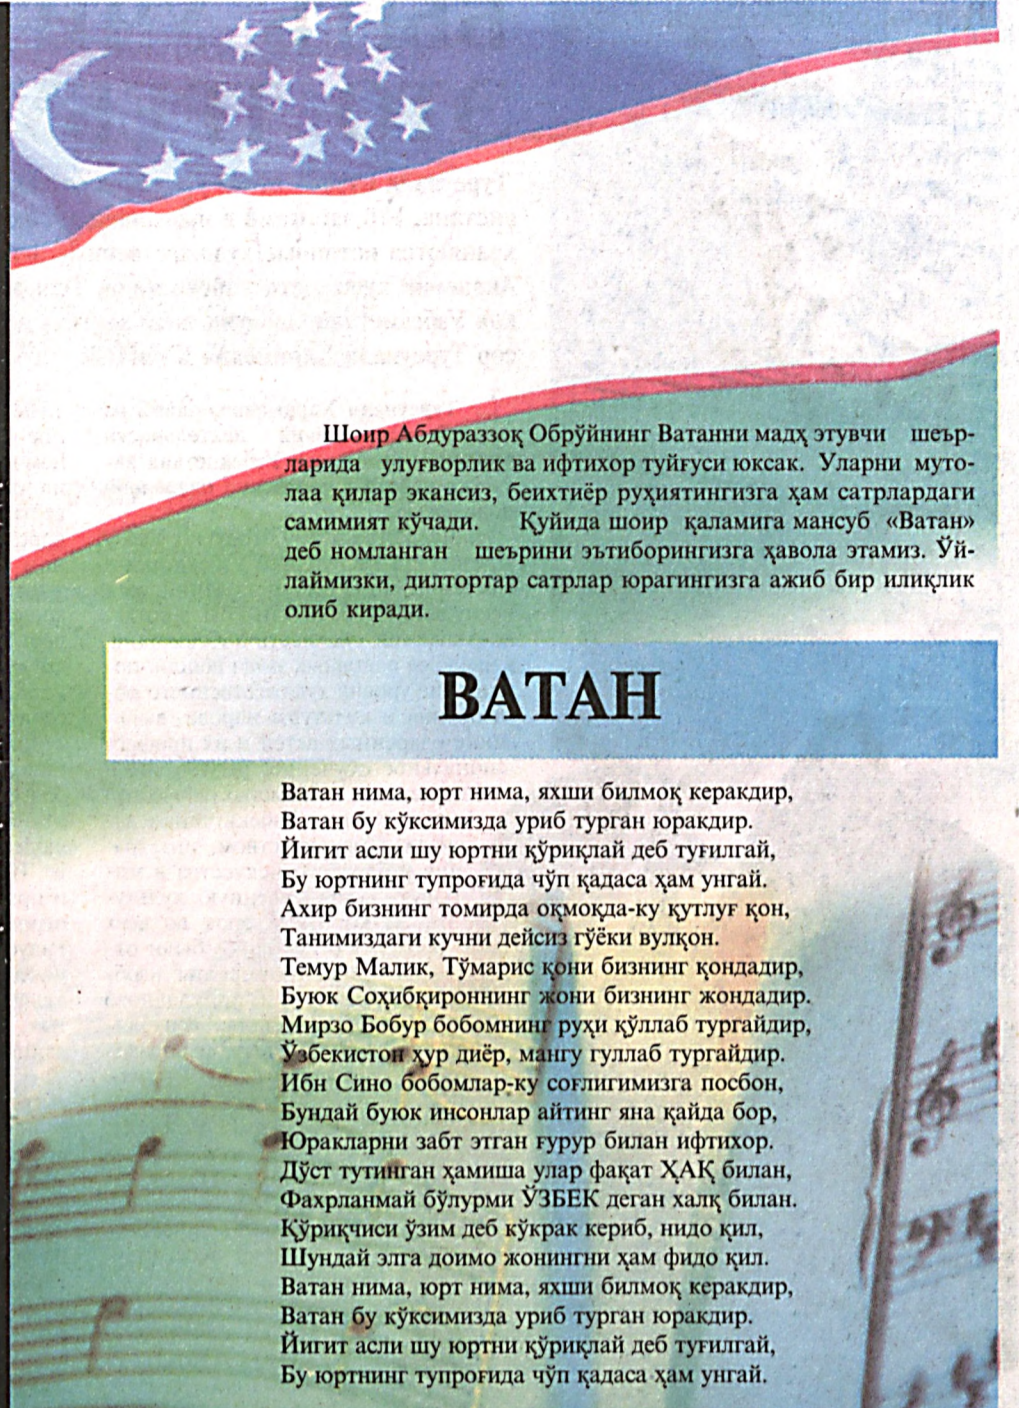 Шоир Абдураззоқ Обрўйнинг Ватанни мадҳ этувчи шеър-
ларида улуғворлик ва ифтихор туйғуси юксак. Уларни муто-
лаа қилар экансиз, беихтиёр руҳиятингизга ҳам сатрлардаги
самимият кўчади. Қуйида шоир қаламига мансуб «Ватан»
деб номланган шеърини эътиборингизга ҳавола этамиз. Ўй-
лаймизки, дилтортар сатрлар юрагингизга ажиб бир илиқлик
олиб киради.
ВАТАН
Ватан нима, юрт нима, яхши билмоқ керакдир,
Ватан бу кўксимизда уриб турган юракдир.
Йигит асли шу юртни қўриқлай деб туғилгай,
Бу юртнинг тупроғида чўп қадаса ҳам унгай.
Ахир бизнинг томирда оқмоқда-ку қутлуғ қон,
Танимиздаги кучни дейсиз гўёки вулқон.
Темур Малик, Тўмарис қони бизнинг қондадир,
Буюк Соҳибқироннинг жони бизнинг жондадир.
Мирзо Бобур бобомнинг руҳи қўллаб тургайдир,
Ўзбекистон ҳур диёр, мангу гуллаб тургайдир.
Ибн Сино бобомлар-ку соғлигимизга посбон,
Бундай буюк инсонлар айтинг яна қайда бор,
Юракларни забт этган ғурур билан ифтихор.
Дўст тутинган ҳамиша улар фақат ҲАҚ билан,
Фахрланмай бўлурми ЎЗБЕК деган халқ билан.
Қўриқчиси ўзим деб кўкрак кериб, нидо қил,
Шундай элга доимо жонингни ҳам фидо қил.
Ватан нима, юрт нима, яхши билмоқ керакдир,
Ватан бу кўксимизда уриб турган юракдир.
Йигит асли шу юртни қўриқлай деб туғилгай,
Бу юртнинг тупроғида чўп қадаса ҳам унгай.